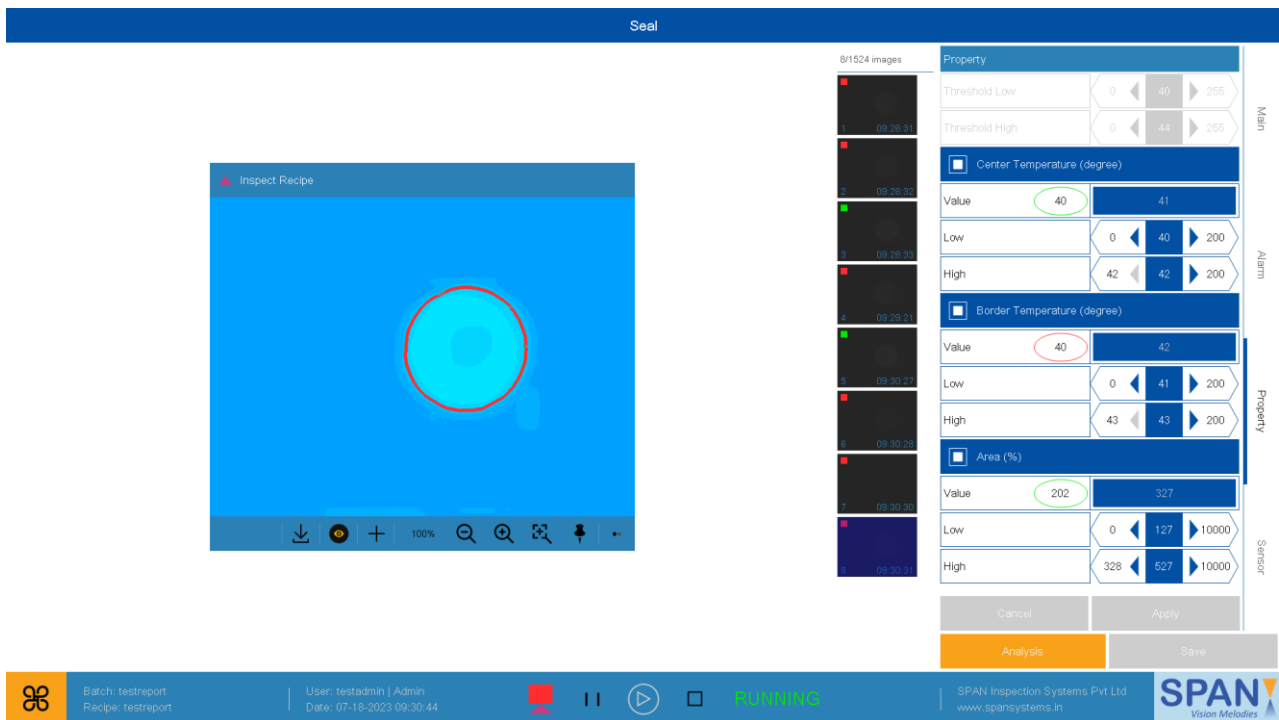 Seal
8/1524 images
1 09:26:31
2 09:26:32
3 09:26:33
4 09:29:21
5 09:30:27
6 09:30:28
7 09:30:30
8 09:30:31
Inspect Recipe
100%
Property
Threshold Low 0 40 255
Threshold High 0 44 255
Center Temperature (degree)
Value 40 41
Low 0 40 200
High 42 42 200
Border Temperature (degree)
Value 40 42
Low 0 41 200
High 43 43 200
Area (%)
Value 202 327
Low 0 127 10000
High 328 527 10000
Cancel Apply
Analysis Save
Main
Alarm
Property
Sensor
Batch: testreport
Recipe: testreport
User: testadmin | Admin
Date: 07-18-2023 09:30:44
RUNNING
SPAN Inspection Systems Pvt Ltd
www.spansystems.in
SPAN
Vision Melodies